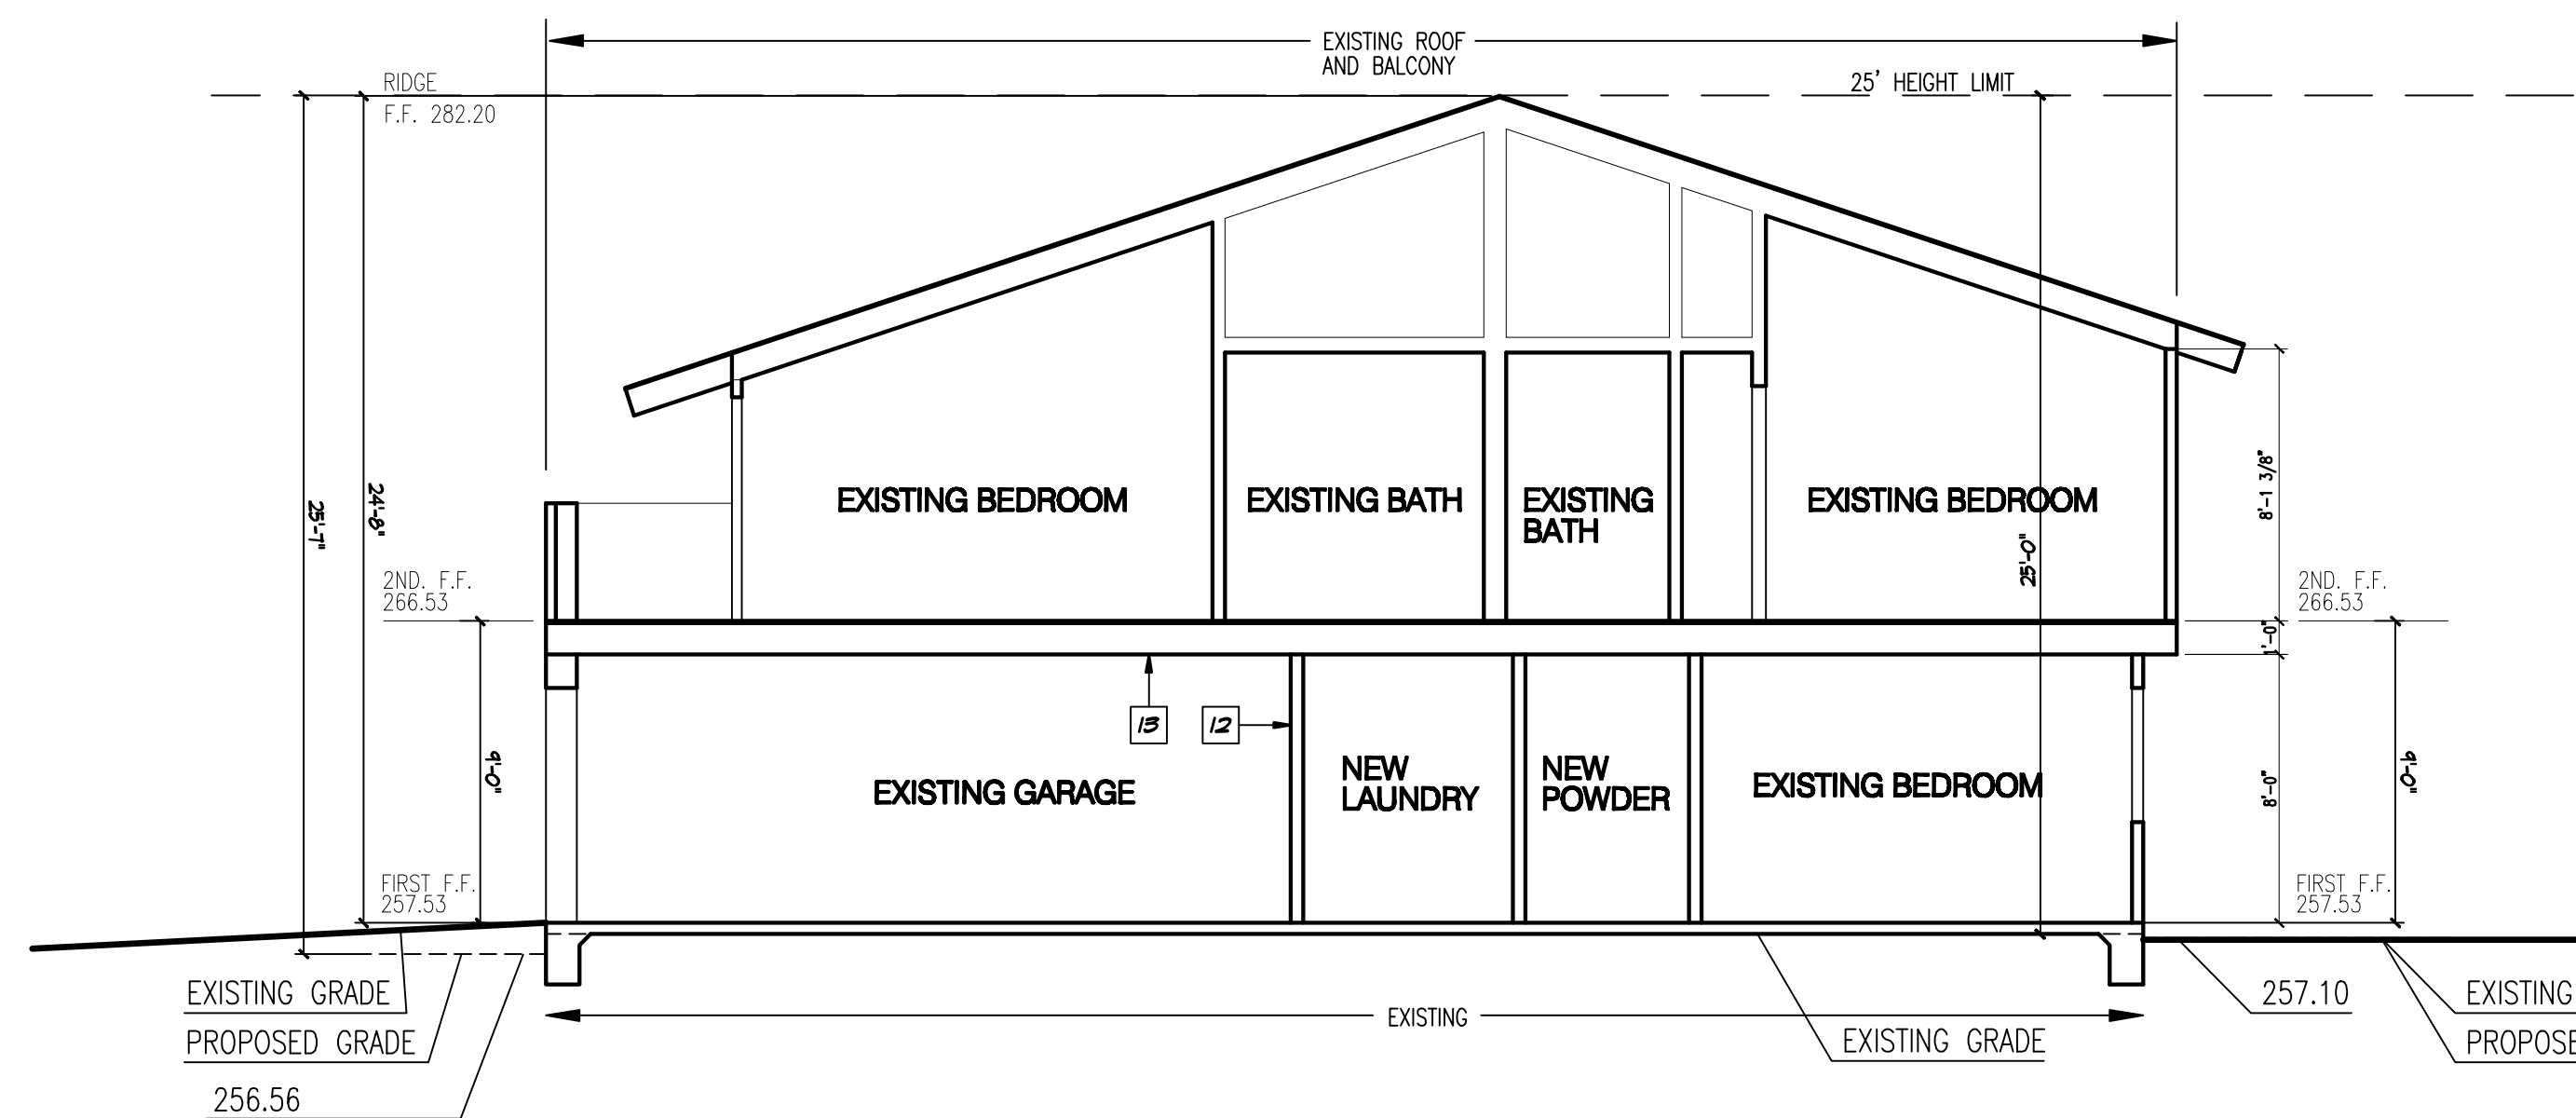 EXISTING ROOF
AND BALCONY
RIDGE
F.F. 282.20
25' HEIGHT LIMIT
EXISTING BEDROOM
EXISTING BATH
EXISTING
BATH
EXISTING BEDROOM
25'-7"
24'-8"
25'-0"
8'-1 3/8"
2ND. F.F.
266.53
2ND. F.F.
266.53
1'-0"
13
12
9'-0"
EXISTING GARAGE
NEW
LAUNDRY
NEW
POWDER
EXISTING BEDROOM
8'-0"
9'-0"
FIRST F.F.
257.53
FIRST F.F.
257.53
EXISTING GRADE
PROPOSED GRADE
256.56
EXISTING
EXISTING GRADE
257.10
EXISTING
PROPOSE